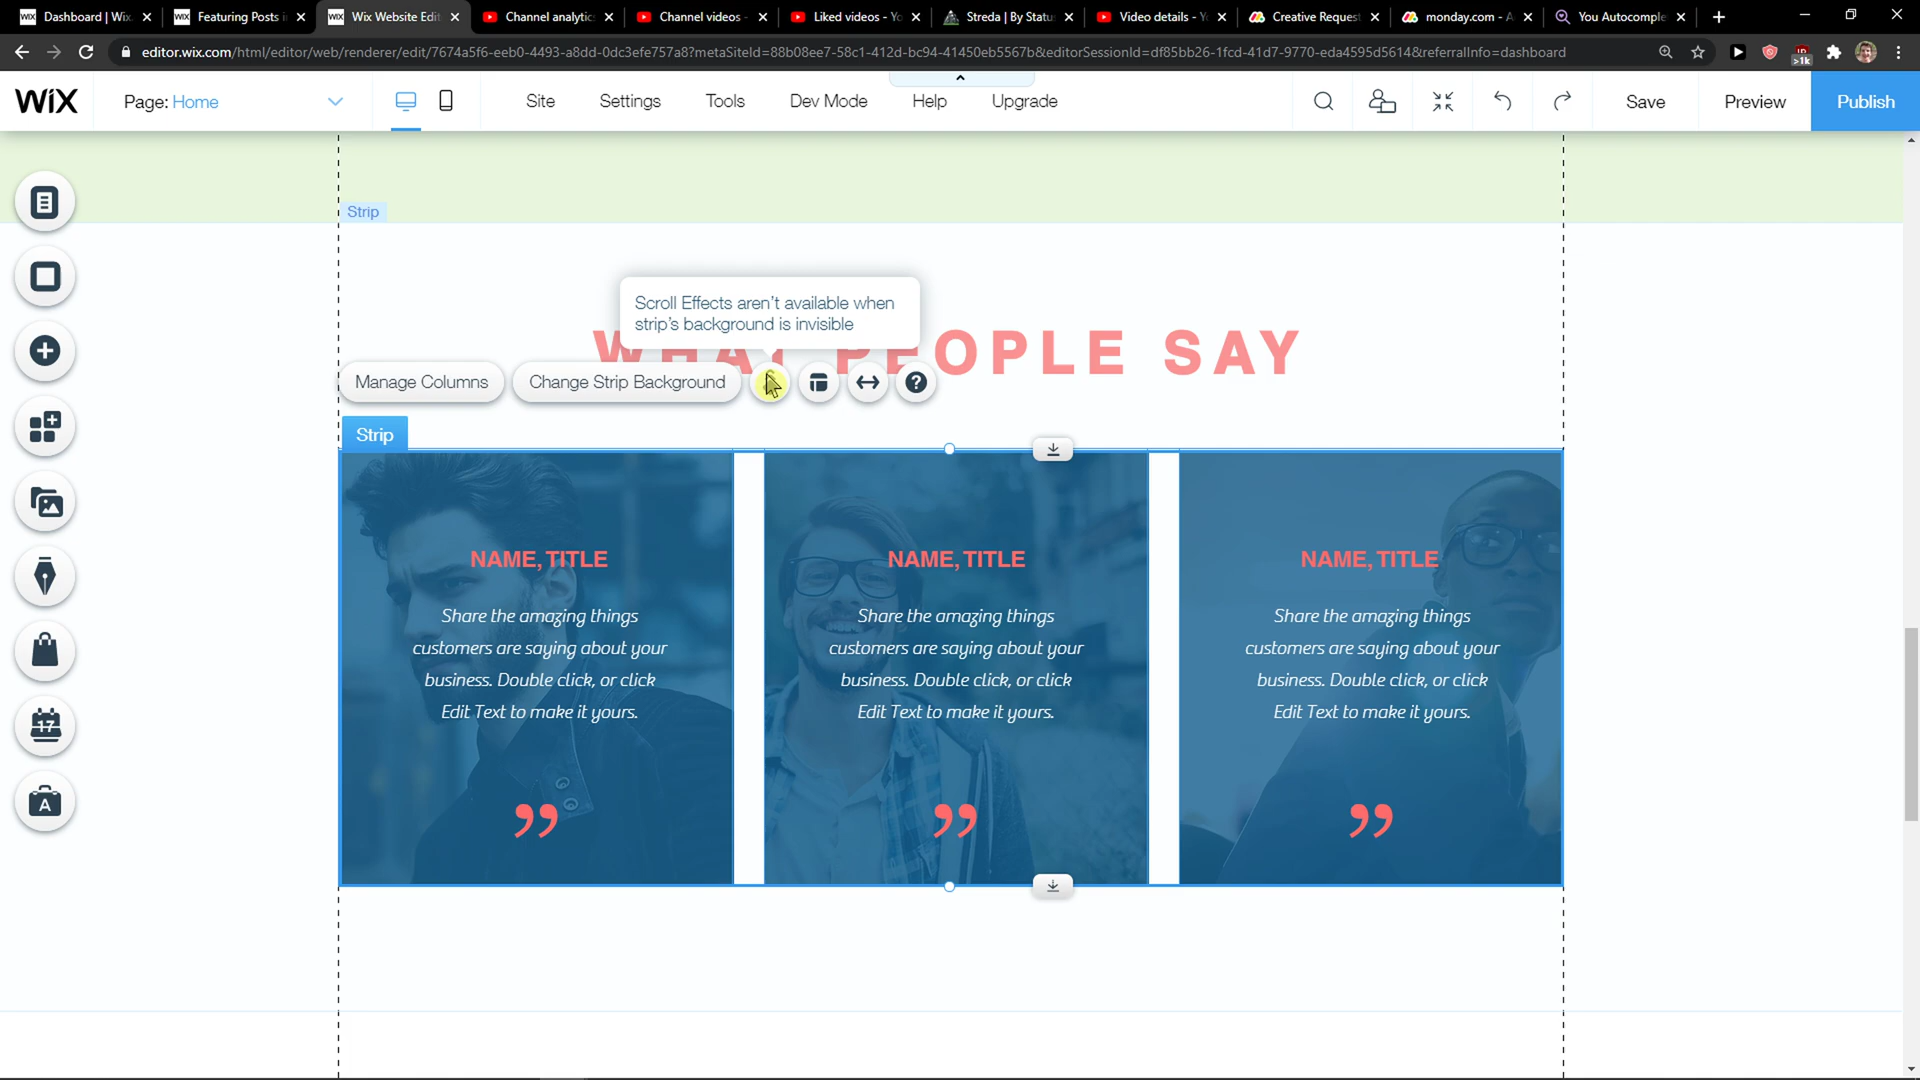 Dashboard | Wix.
Featuring Posts i
Wix Website Edit
Channel analytic
Channel videos -
Liked videos - Yo
Streda | By Statu
Video details - Y
Creative Request
monday.com - A
You Autocomple
editor.wix.com/html/editor/web/renderer/edit/7674a5f6-eeb0-4493-a8dd-0dc3efe757a8?metaSiteId=88b08ee7-58c1-412d-bc94-41450eb5567b&editorSessionId=df85bb26-1fcd-41d7-9770-eda4595d5614&referralInfo=dashboard
>1k
WiX
Page: Home
Site
Settings
Tools
Dev Mode
Help
Upgrade
Save
Preview
Publish
Strip
Scroll Effects aren't available when
strip's background is invisible
WHAT PEOPLE SAY
Manage Columns
Change Strip Background
?
Strip
NAME, TITLE
Share the amazing things
customers are saying about your
business. Double click, or click
Edit Text to make it yours.
”
NAME, TITLE
Share the amazing things
customers are saying about your
business. Double click, or click
Edit Text to make it yours.
”
NAME, TITLE
Share the amazing things
customers are saying about your
business. Double click, or click
Edit Text to make it yours.
”
17
A